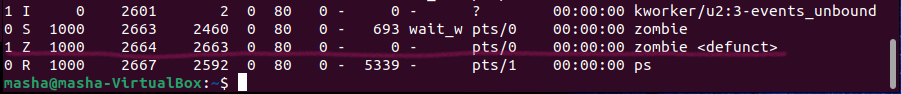 1 I 0 2601 2 0 80 0 - 0 - ? 00:00:00 kworker/u2:3-events_unbound
0 S 1000 2663 2460 0 80 0 - 693 wait_w pts/0 00:00:00 zombie
1 Z 1000 2664 2663 0 80 0 - 0 - pts/0 00:00:00 zombie <defunct>
0 R 1000 2667 2592 0 80 0 - 5339 - pts/1 00:00:00 ps
masha@masha-VirtualBox:~$